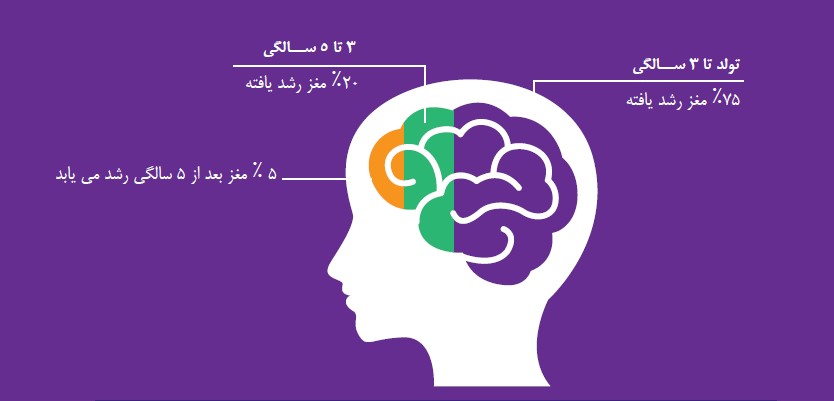 تولد تا ۳ ســالگی
۷۵٪ مغز رشد یافته
۳ تا ۵ ســالگی
۲۰٪ مغز رشد یافته
۵ ٪ مغز بعد از ۵ سالگی رشد می یابد